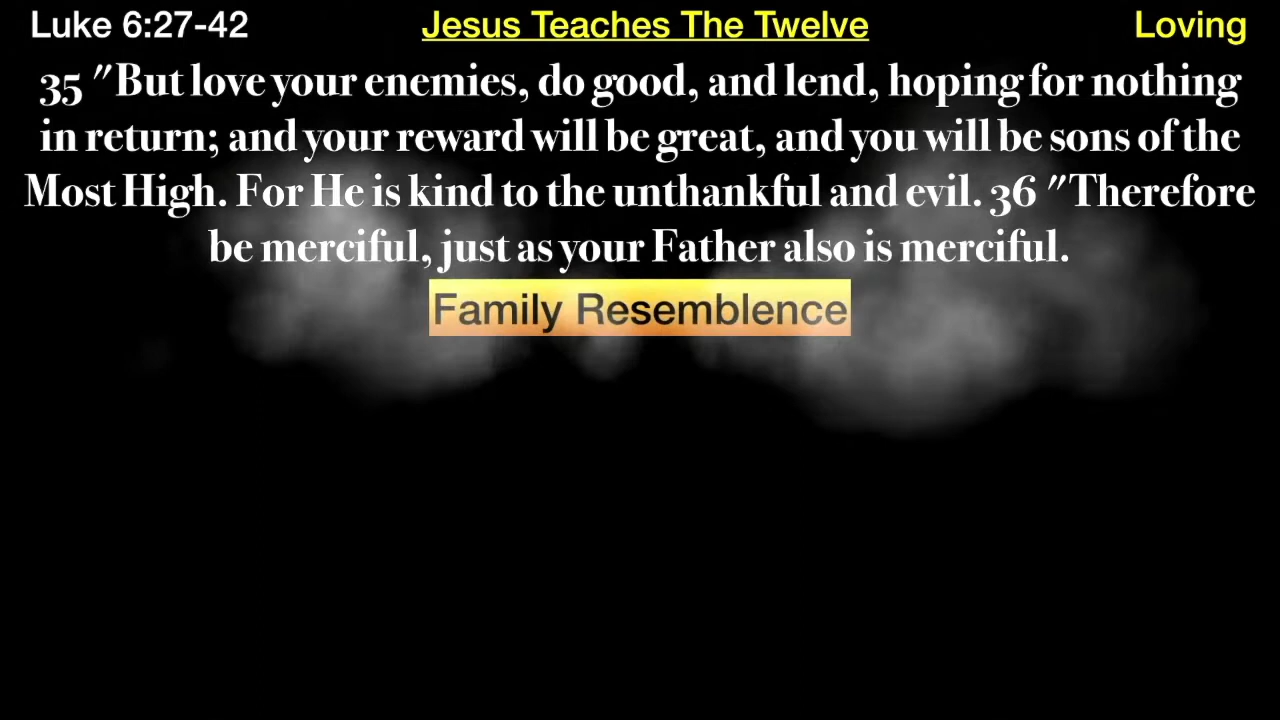 Luke 6:27-42 Jesus Teaches The Twelve Loving
35 "But love your enemies, do good, and lend, hoping for nothing
in return; and your reward will be great, and you will be sons of the
Most High. For He is kind to the unthankful and evil. 36 "Therefore
be merciful, just as your Father also is merciful.
Family Resemblence